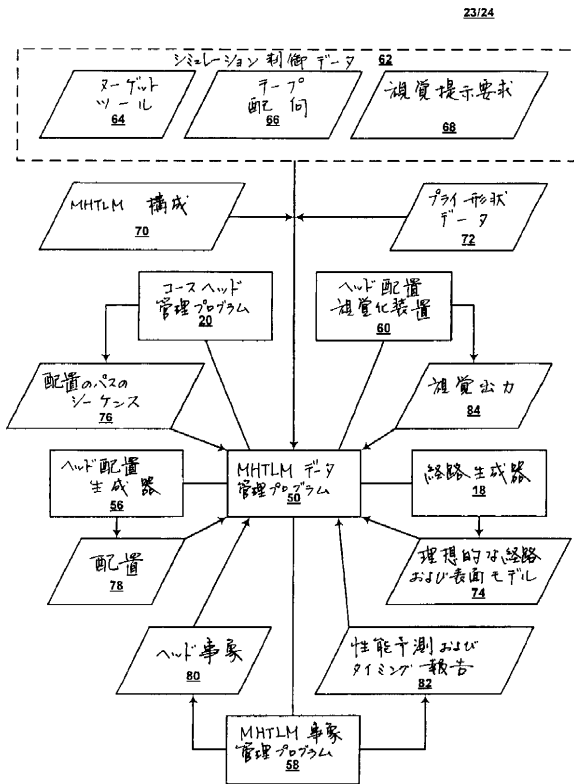 23/24
シミュレーション制御データ 62
ターゲット
ツール
64
テープ
配向
66
視覚提示要求
68
MHTLM 構成
70
プライ形状
データ
72
コースヘッド
管理プログラム
20
ヘッド配置
視覚化装置
60
配置のパスの
シーケンス
76
視覚出力
84
ヘッド配置
生成器
56
MHTLM データ
管理プログラム
50
経路生成器
18
配置
78
理想的な経路
および表面モデル
74
ヘッド事象
80
性能予測および
タイミング報告
82
MHTLM 事象
管理プログラム
58